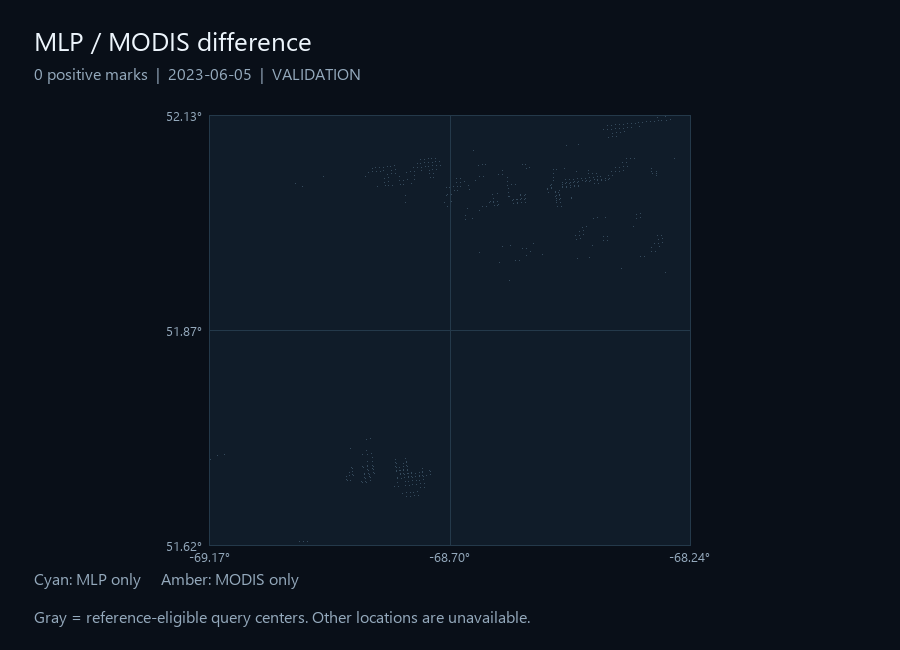 MLP / MODIS difference
0 positive marks | 2023-06-05 | VALIDATION
52.13°
51.87°
51.62°
-69.17° -68.70° -68.24°
Cyan: MLP only Amber: MODIS only
Gray = reference-eligible query centers. Other locations are unavailable.